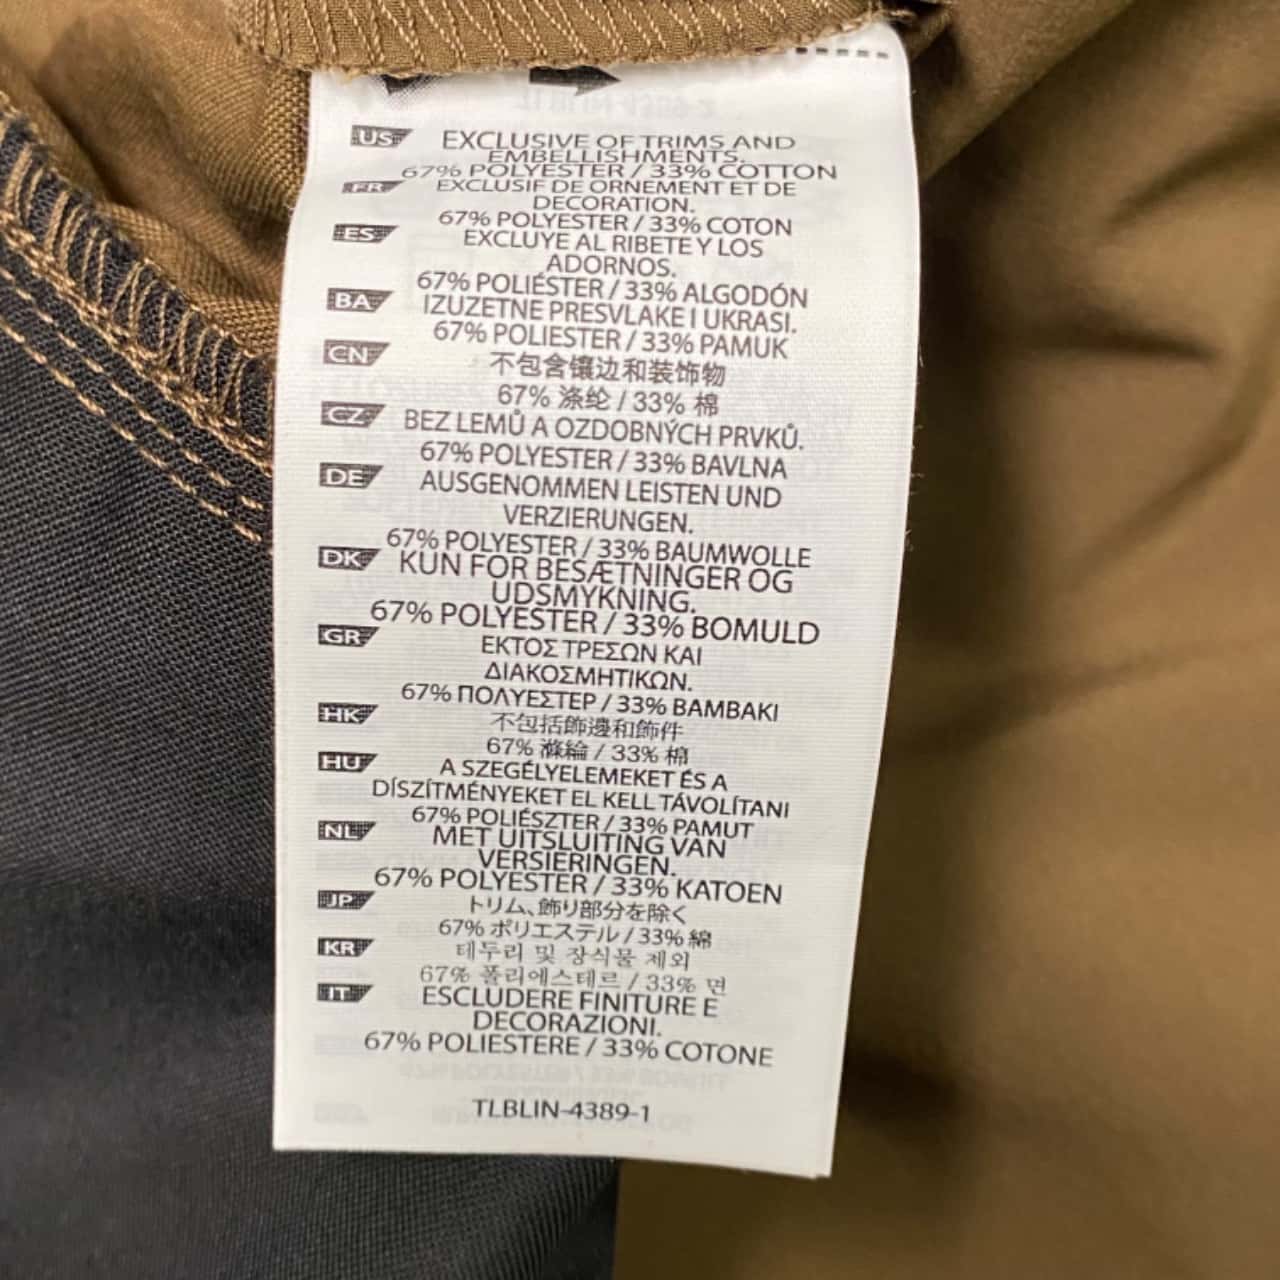 US EXCLUSIVE OF TRIMS AND
EMBELLISHMENTS.
67% POLYESTER / 33% COTTON
FR EXCLUSIF DE ORNEMENT ET DE
DECORATION.
67% POLYESTER / 33% COTON
ES EXCLUYE AL RIBETE Y LOS
ADORNOS.
67% POLIÉSTER / 33% ALGODÓN
BA IZUZETNE PRESVLAKE I UKRASI.
67% POLIESTER / 33% PAMUK
CN 不包含镶边和装饰物
67% 涤纶 / 33% 棉
CZ BEZ LEMŮ A OZDOBNÝCH PRVKŮ.
67% POLYESTER / 33% BAVLNA
DE AUSGENOMMEN LEISTEN UND
VERZIERUNGEN.
67% POLYESTER / 33% BAUMWOLLE
DK KUN FOR BESÆTNINGER OG
UDSMYKNING.
67% POLYESTER / 33% BOMULD
GR ΕΚΤΟΣ ΤΡΕΣΩΝ ΚΑΙ
ΔΙΑΚΟΣΜΗΤΙΚΩΝ.
67% ΠΟΛΥΕΣΤΕΡ / 33% ΒΑΜΒΑΚΙ
HK 不包括飾邊和飾件
67% 滌綸 / 33% 棉
HU A SZEGÉLYELEMEKET ÉS A
DÍSZÍTMÉNYEKET EL KELL TÁVOLÍTANI
67% POLIÉSZTER / 33% PAMUT
NL MET UITSLUITING VAN
VERSIERINGEN.
67% POLYESTER / 33% KATOEN
JP トリム、飾り部分を除く
67% ポリエステル / 33% 綿
KR 테두리 및 장식물 제외
67% 폴리에스테르 / 33% 면
IT ESCLUDERE FINITURE E
DECORAZIONI.
67% POLIESTERE / 33% COTONE
TLBLIN-4389-1